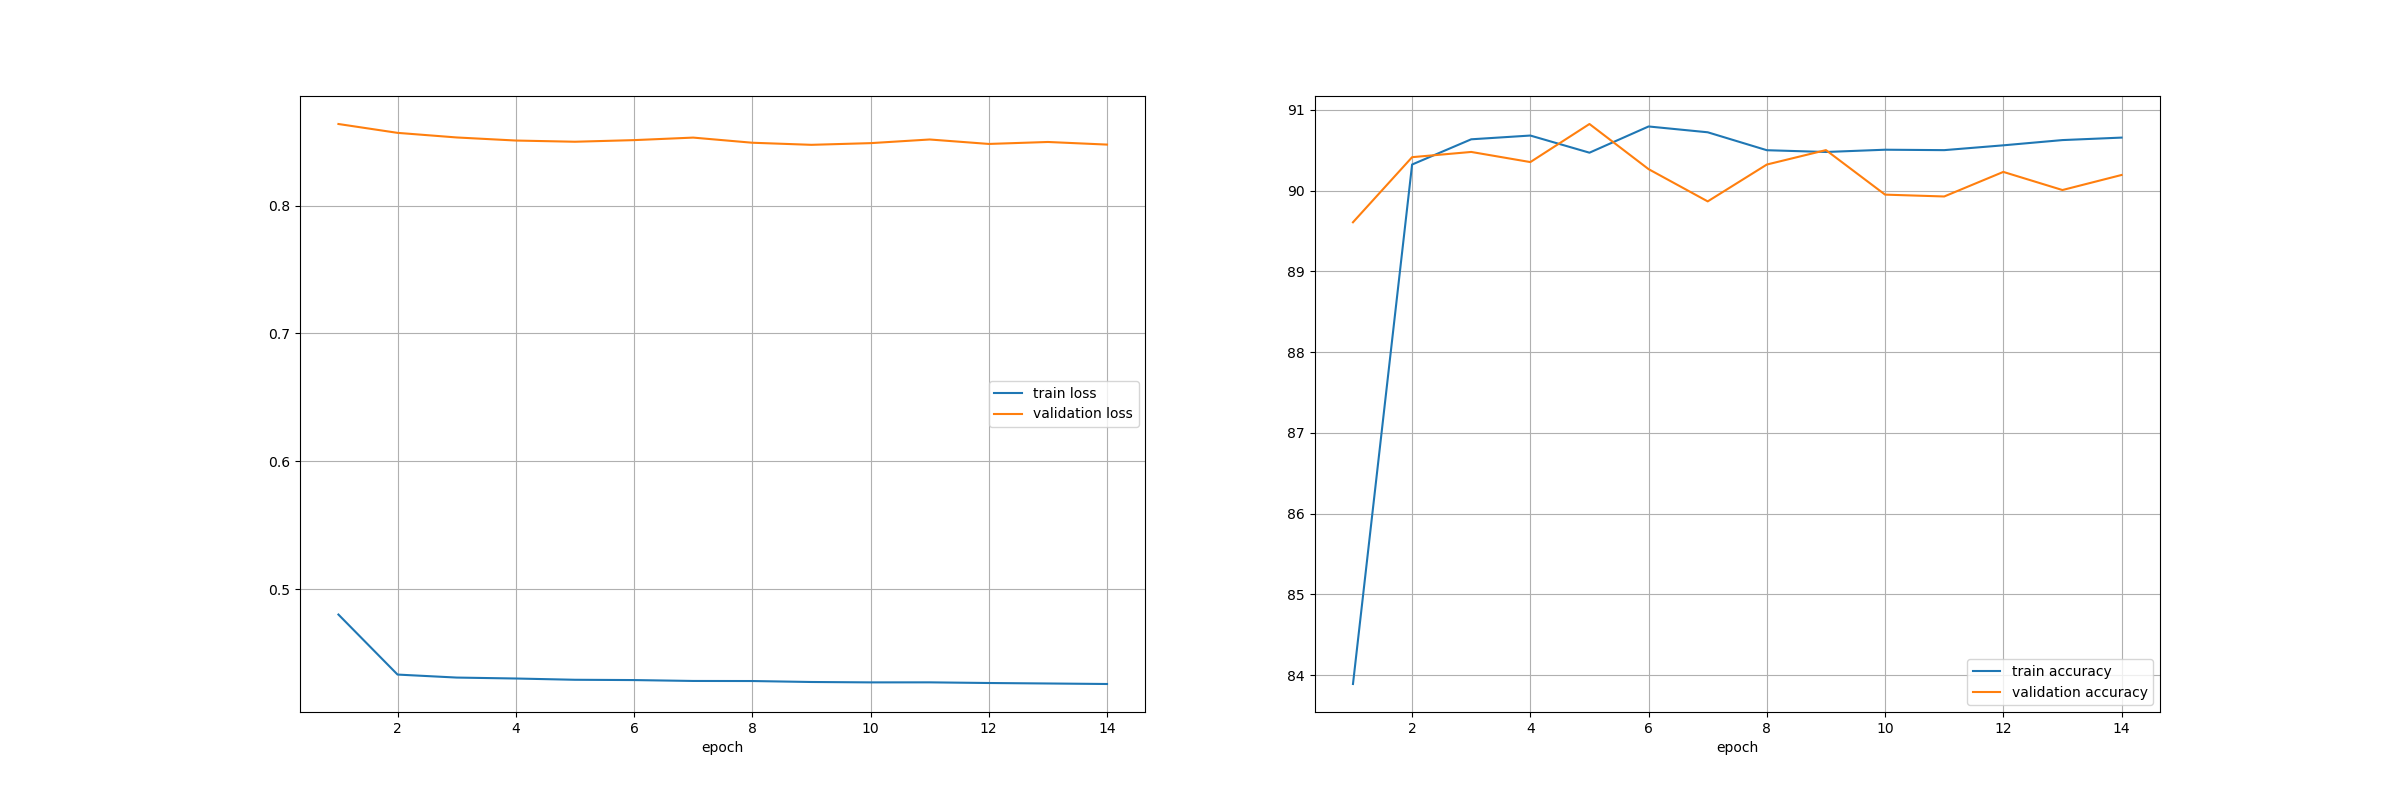 0.8
0.7
0.6
0.5
2 4 6 8 10 12 14
epoch
train loss
validation loss
91
90
89
88
87
86
85
84
2 4 6 8 10 12 14
epoch
train accuracy
validation accuracy